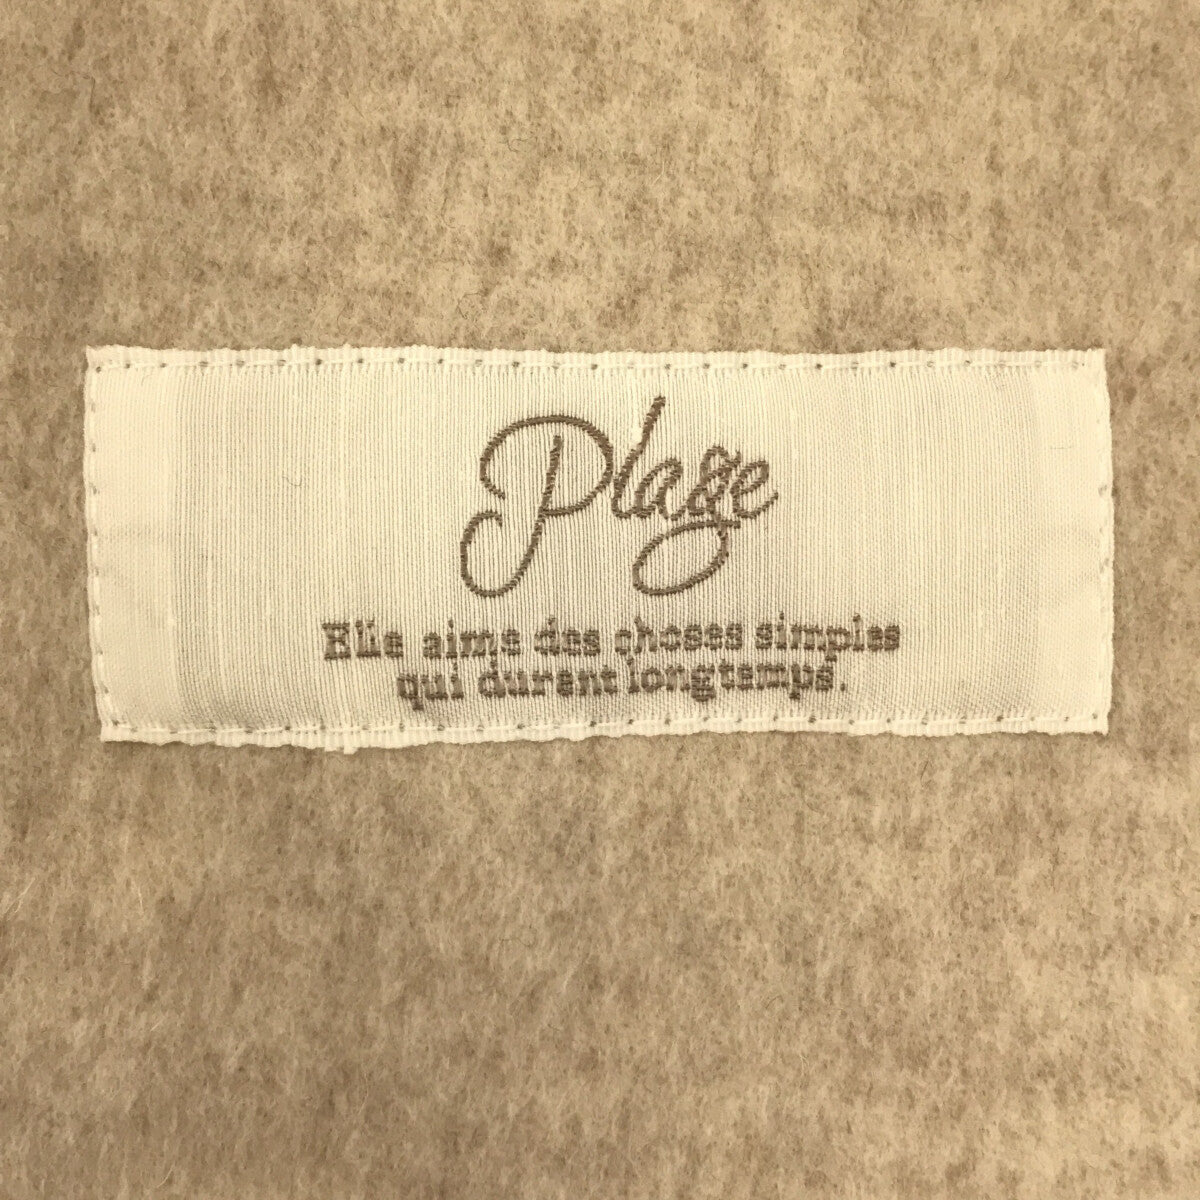 Plage
Elle aime des choses simples
qui durent longtemps.